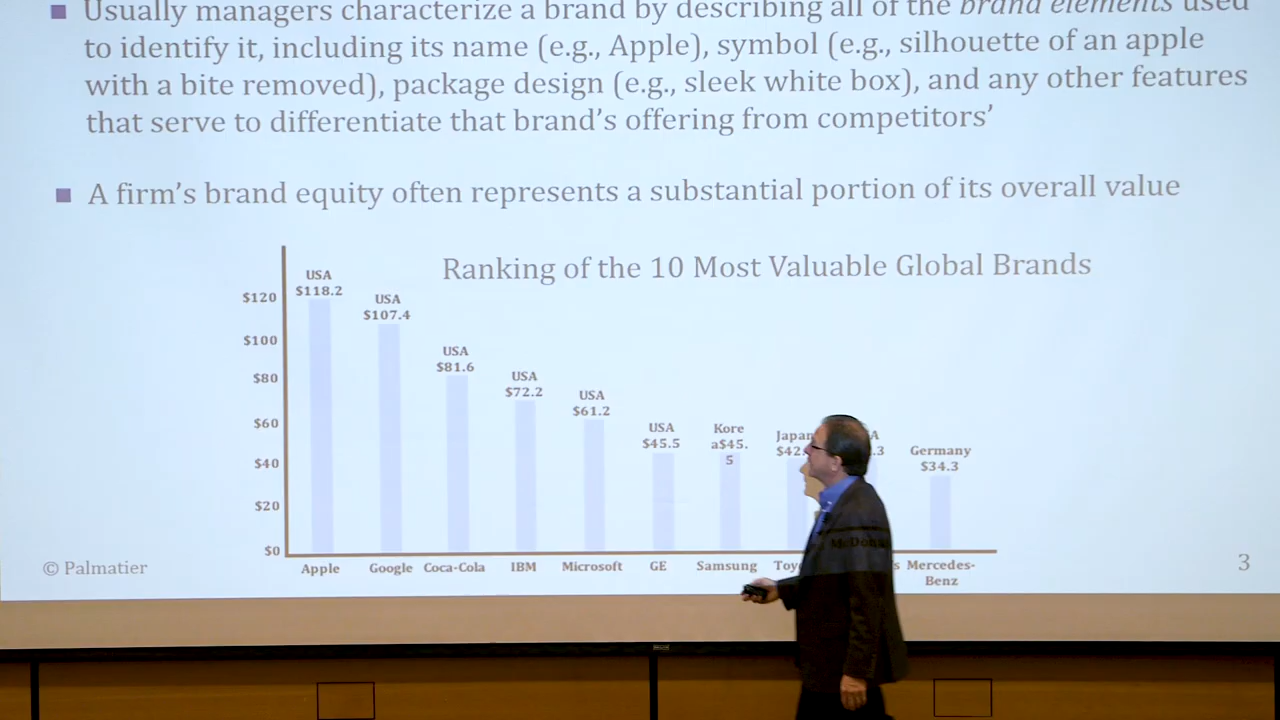 Usually managers characterize a brand by describing all of the brand elements used
to identify it, including its name (e.g., Apple), symbol (e.g., silhouette of an apple
with a bite removed), package design (e.g., sleek white box), and any other features
that serve to differentiate that brand's offering from competitors'
A firm's brand equity often represents a substantial portion of its overall value
Ranking of the 10 Most Valuable Global Brands
$120
$100
$80
$60
$40
$20
$0
USA
$118.2
USA
$107.4
USA
$81.6
USA
$72.2
USA
$61.2
USA
$45.5
Kore
a$45.
5
Japan
$42.
A
.3
Germany
$34.3
Apple
Google
Coca-Cola
IBM
Microsoft
GE
Samsung
Toy
McDona
s
Mercedes-
Benz
© Palmatier
3